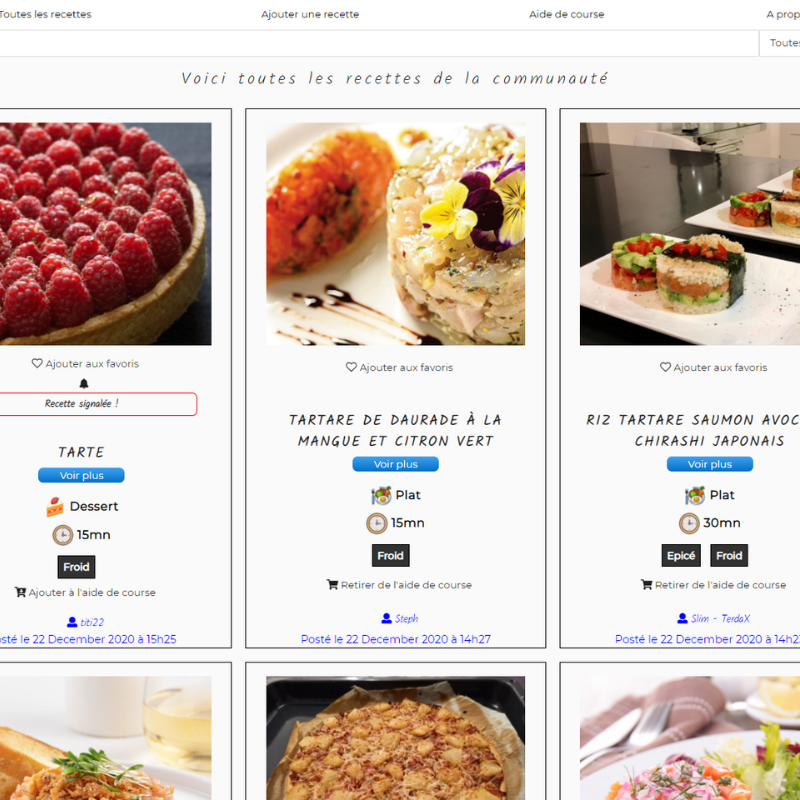 Toutes les recettes
Ajouter une recette
Aide de course
A prop
Toutes
Voici toutes les recettes de la communauté
Ajouter aux favoris
Recette signalée !
TARTE
Voir plus
Dessert
15mn
Froid
Ajouter à l'aide de course
titi22
sté le 22 December 2020 à 15h25
Ajouter aux favoris
TARTARE DE DAURADE À LA
MANGUE ET CITRON VERT
Voir plus
Plat
15mn
Froid
Retirer de l'aide de course
Steph
Posté le 22 December 2020 à 14h27
Ajouter aux favoris
RIZ TARTARE SAUMON AVOC
CHIRASHI JAPONAIS
Voir plus
Plat
30mn
Epicé Froid
Retirer de l'aide de course
Slim - TerdaX
Posté le 22 December 2020 à 14h2